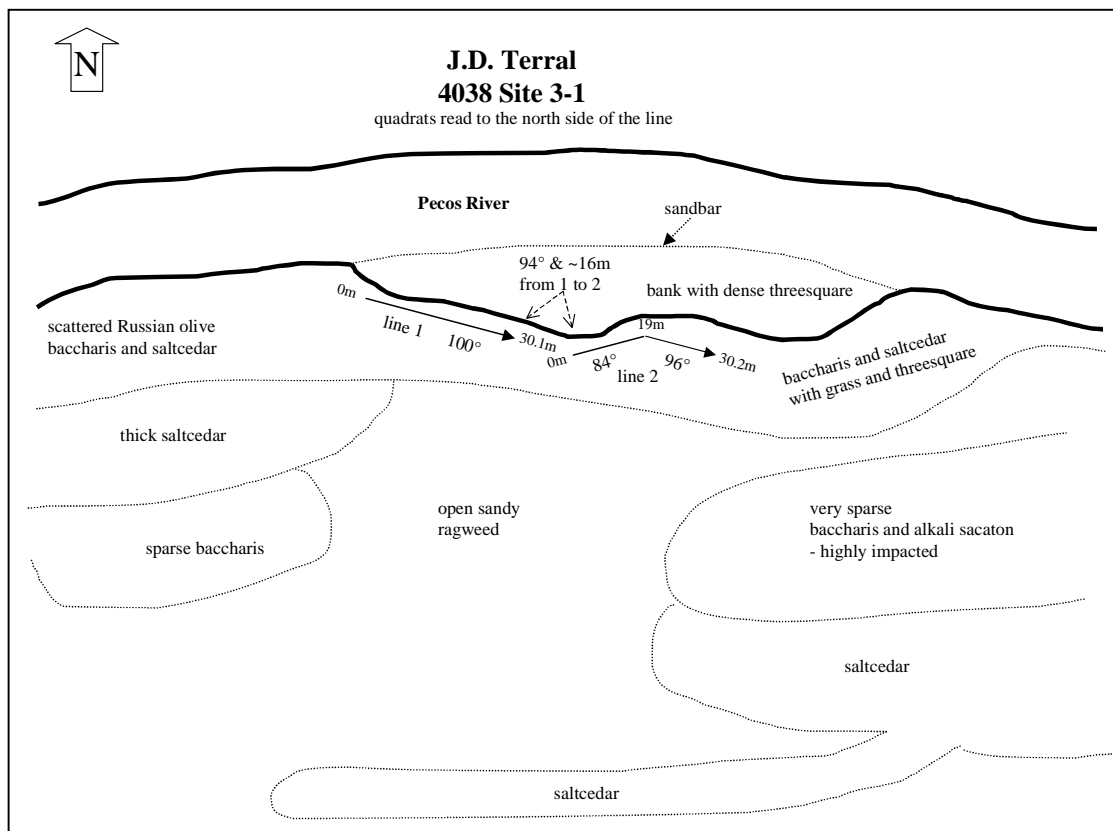 N
J.D. Terral
4038 Site 3-1
quadrats read to the north side of the line
Pecos River
sandbar
94° & ~16m
from 1 to 2
bank with dense threesquare
0m
line 1
100°
30.1m
scattered Russian olive
baccharis and saltcedar
0m
84°
19m
line 2
96°
30.2m
baccharis and saltcedar
with grass and threesquare
thick saltcedar
sparse baccharis
open sandy
ragweed
very sparse
baccharis and alkali sacaton
- highly impacted
saltcedar
saltcedar